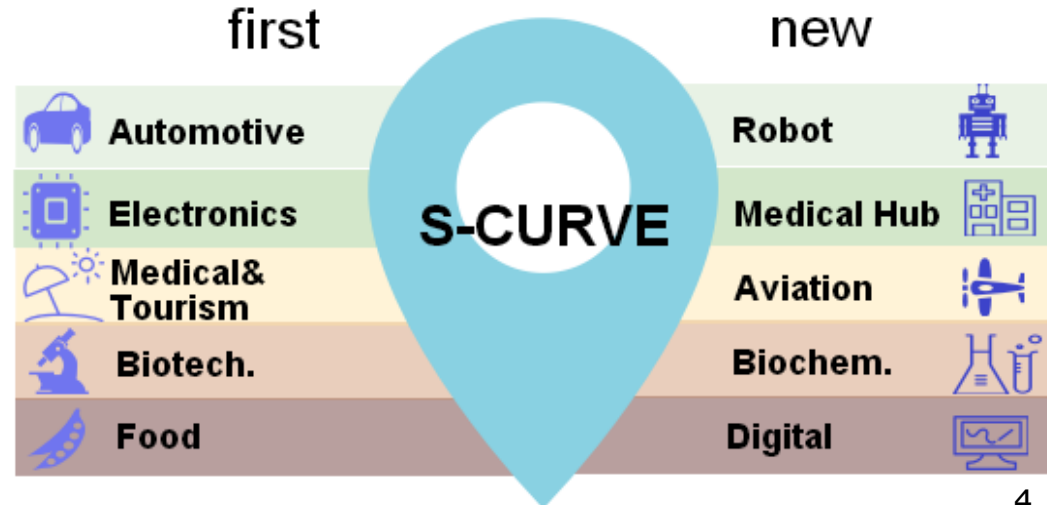 first
new
Automotive
Robot
Electronics
S-CURVE
Medical Hub
Medical&
Tourism
Aviation
Biotech.
Biochem.
Food
Digital
4